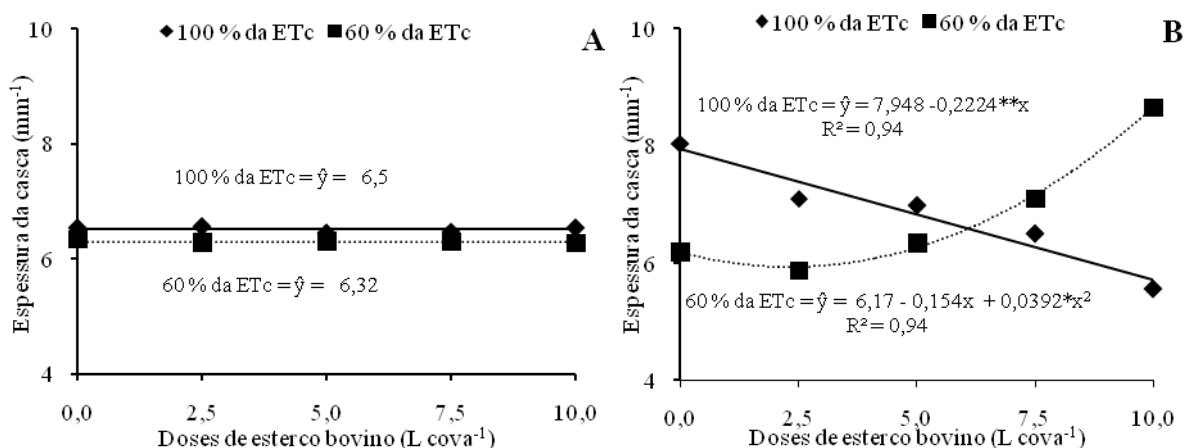 100 % da ETc 60 % da ETc
A
Espessura da casca (mm⁻¹)
10
8
6
4
100 % da ETc = ŷ = 6,5
60 % da ETc = ŷ = 6,32
0,0 2,5 5,0 7,5 10,0
Doses de esterco bovino (L cova⁻¹)
100 % da ETc 60 % da ETc
B
Espessura da casca (mm⁻¹)
10
8
6
4
100 % da ETc = ŷ = 7,948 -0,2224**x
R² = 0,94
60 % da ETc = ŷ = 6,17 - 0,154x + 0,0392*x²
R² = 0,94
0,0 2,5 5,0 7,5 10,0
Doses de esterco bovino (L cova⁻¹)